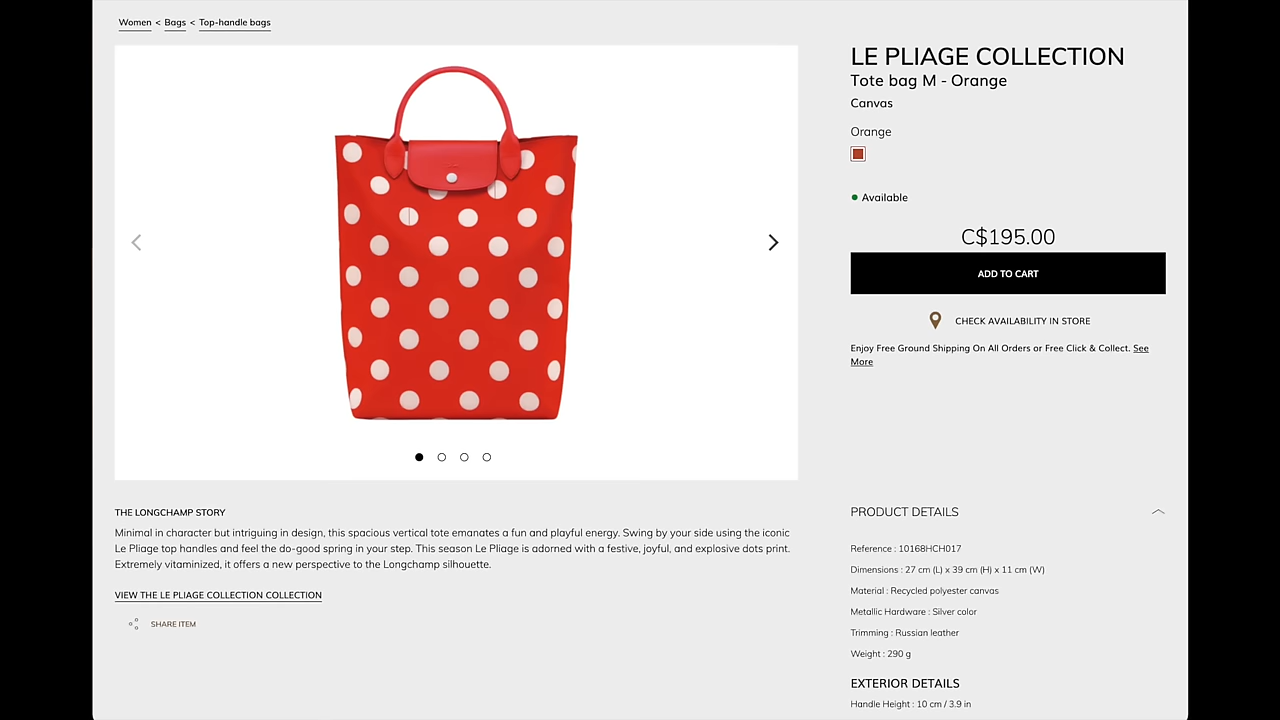 Women < Bags < Top-handle bags
LE PLIAGE COLLECTION
Tote bag M - Orange
Canvas
Orange
Available
C$195.00
ADD TO CART
CHECK AVAILABILITY IN STORE
Enjoy Free Ground Shipping On All Orders or Free Click & Collect. See
More
THE LONGCHAMP STORY
Minimal in character but intriguing in design, this spacious vertical tote emanates a fun and playful energy. Swing by your side using the iconic
Le Pliage top handles and feel the do-good spring in your step. This season Le Pliage is adorned with a festive, joyful, and explosive dots print.
Extremely vitaminized, it offers a new perspective to the Longchamp silhouette.
VIEW THE LE PLIAGE COLLECTION COLLECTION
SHARE ITEM
PRODUCT DETAILS
Reference : 10168HCH017
Dimensions : 27 cm (L) x 39 cm (H) x 11 cm (W)
Material : Recycled polyester canvas
Metallic Hardware : Silver color
Trimming : Russian leather
Weight : 290 g
EXTERIOR DETAILS
Handle Height : 10 cm / 3.9 in